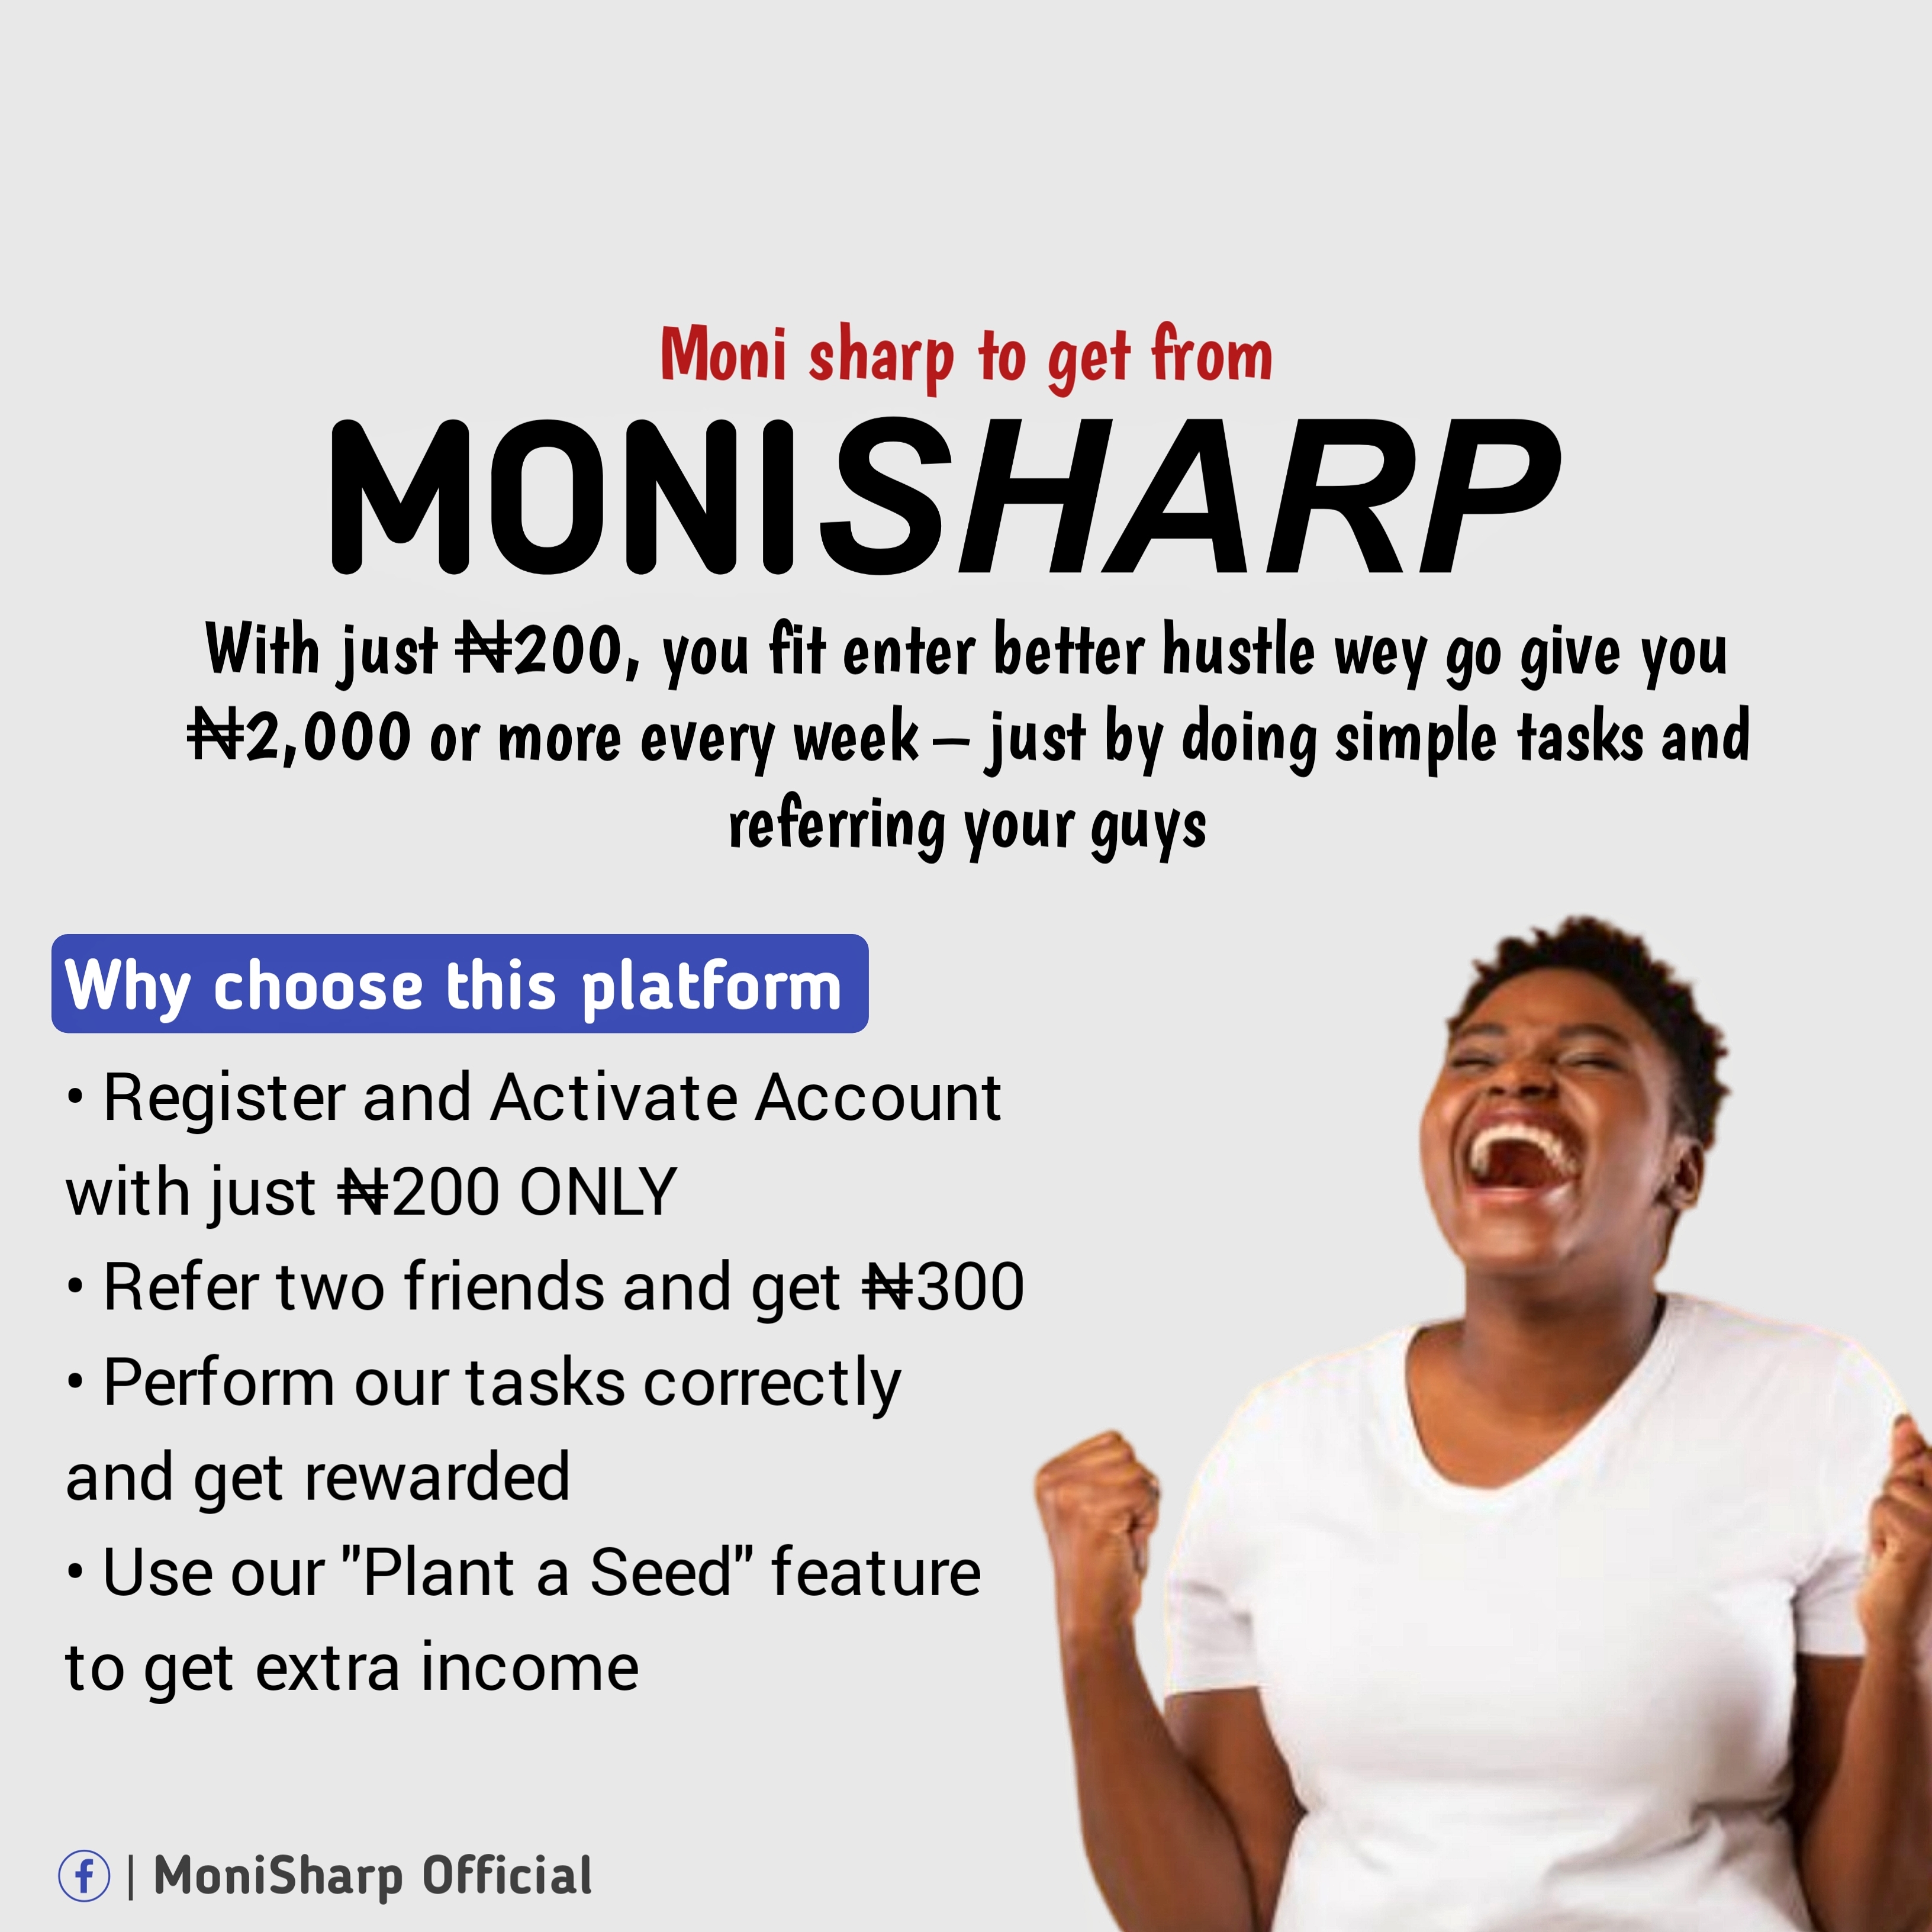 Moni sharp to get from
MONISHARP
With just ₦200, you fit enter better hustle wey go give you
₦2,000 or more every week – just by doing simple tasks and
referring your guys
Why choose this platform
• Register and Activate Account
with just ₦200 ONLY
• Refer two friends and get ₦300
• Perform our tasks correctly
and get rewarded
• Use our "Plant a Seed" feature
to get extra income
f | MoniSharp Official